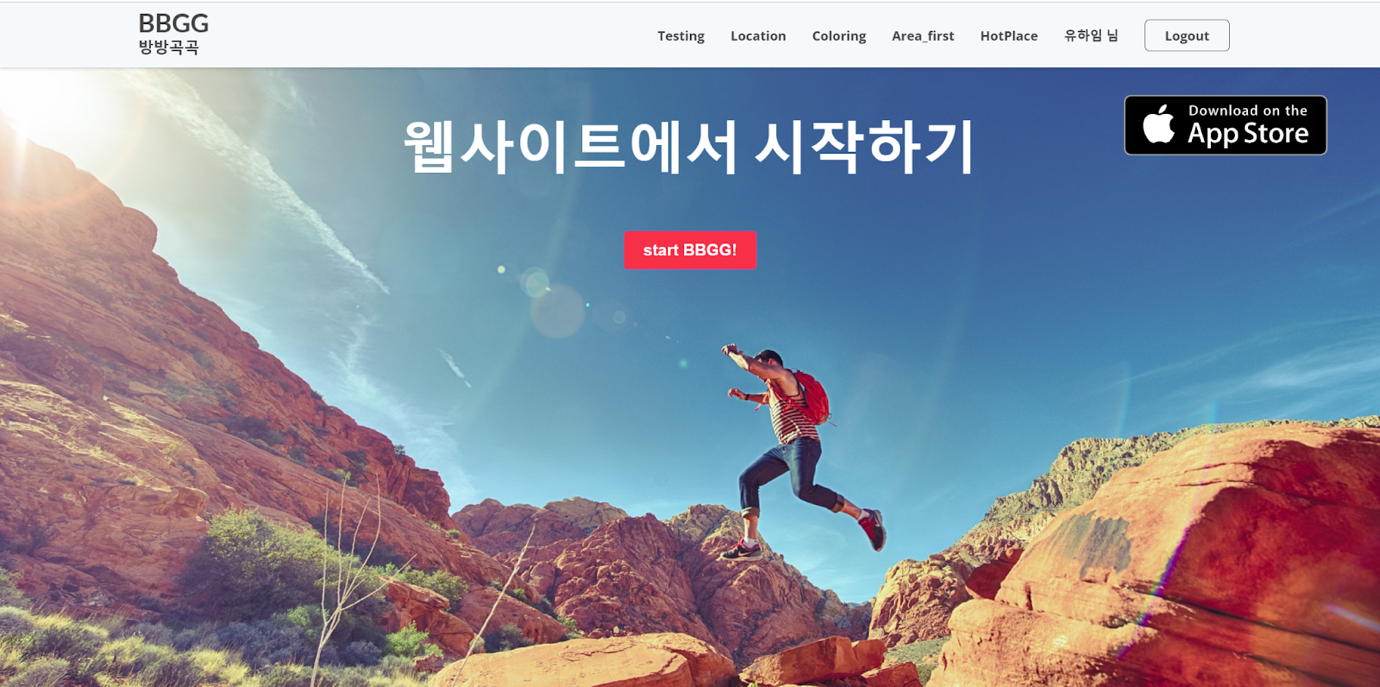 BBGG
방방곡곡
Testing Location Coloring Area_first HotPlace 유하임 님 Logout
Download on the
App Store
웹사이트에서 시작하기
start BBGG!